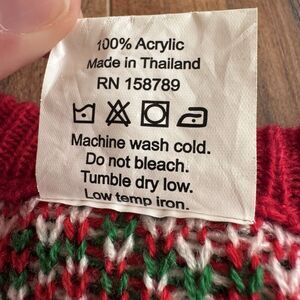 100% Acrylic
Made in Thailand
RN 158789
Machine wash cold.
Do not bleach.
Tumble dry low.
Low temp iron.